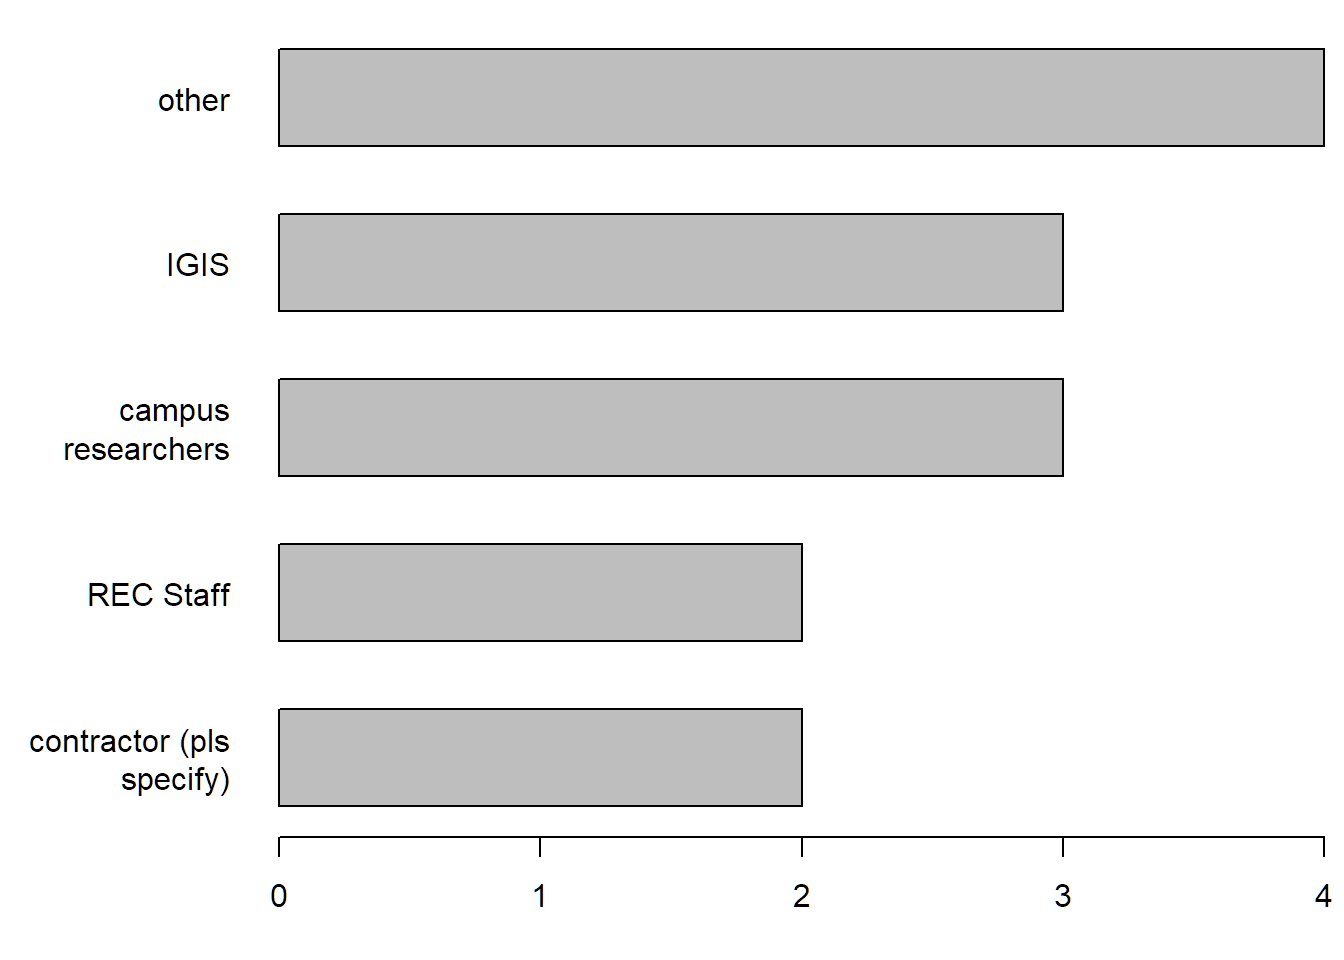 other
IGIS
campus
researchers
REC Staff
contractor (pls
specify)
0 1 2 3 4